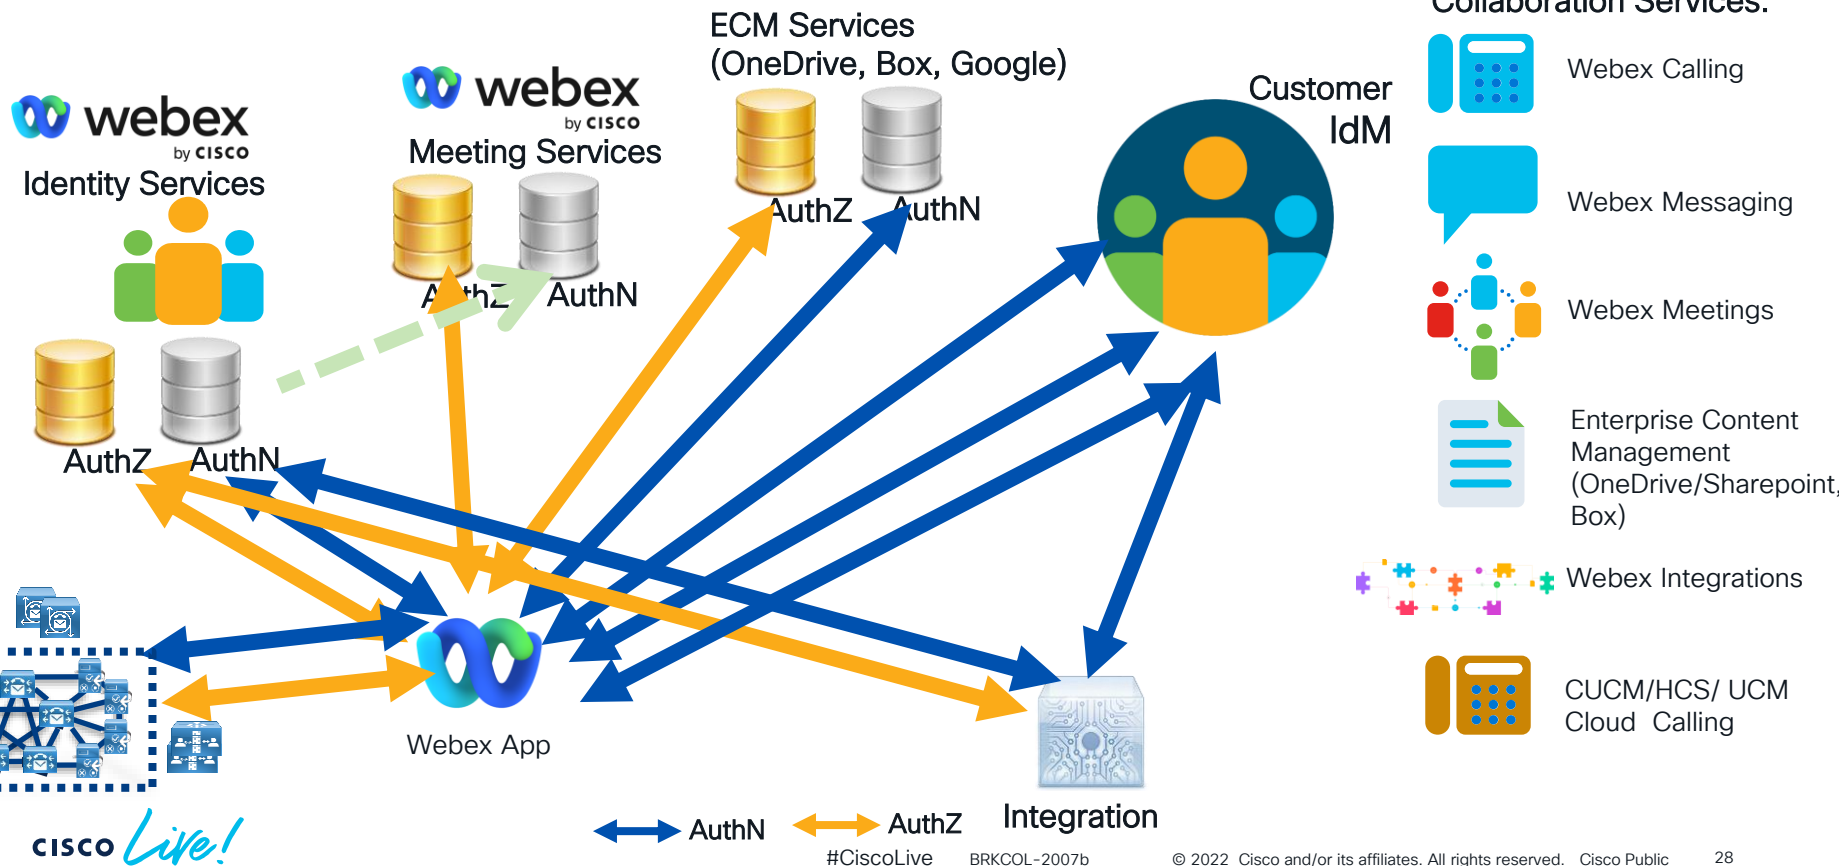 Collaboration Services:
ECM Services
(OneDrive, Box, Google)
webex
by CISCO
Meeting Services
webex
by CISCO
Identity Services
Customer
IdM
Webex Calling
AuthZ
AuthN
Webex Messaging
AuthZ
AuthN
Webex Meetings
AuthZ
AuthN
Enterprise Content
Management
(OneDrive/Sharepoint,
Box)
Webex Integrations
CUCM/HCS/ UCM
Cloud Calling
Webex App
Integration
AuthN
AuthZ
CISCO Live!
#CiscoLive
BRKCOL-2007b
© 2022 Cisco and/or its affiliates. All rights reserved. Cisco Public
28